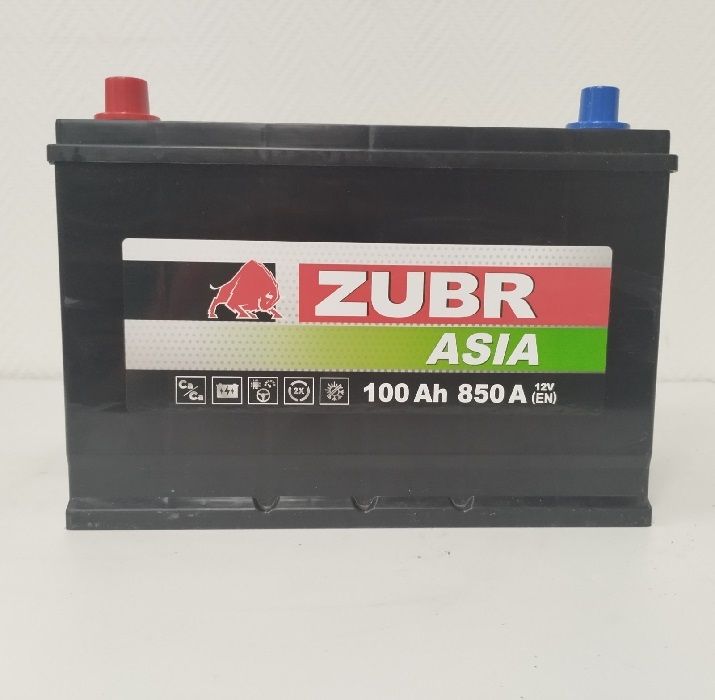 ZUBR
ASIA
Ca/Ca 2X 100 Ah 850 A 12V (EN)